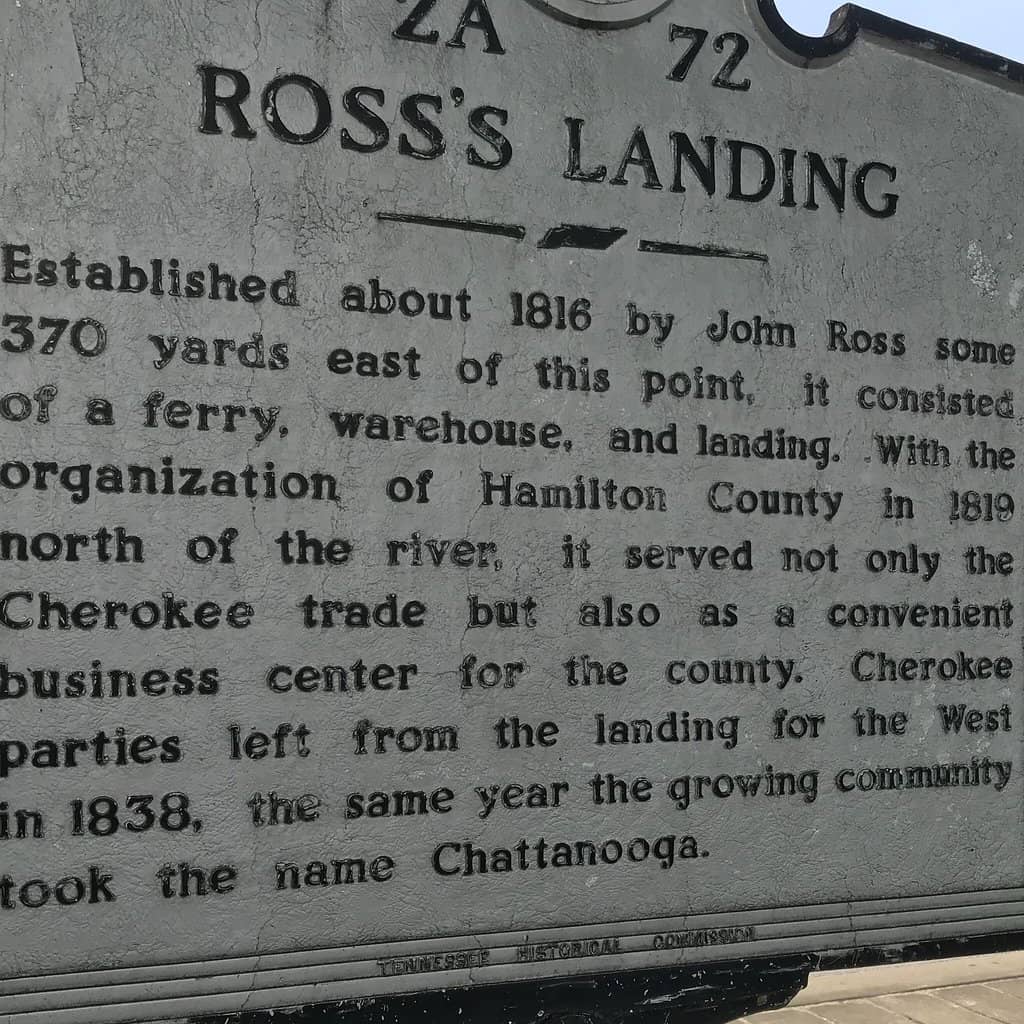 2A 72
ROSS'S LANDING
Established about 1816 by John Ross some
370 yards east of this point, it consisted
of a ferry, warehouse, and landing. With the
organization of Hamilton County in 1819
north of the river, it served not only the
Cherokee trade but also as a convenient
business center for the county. Cherokee
parties left from the landing for the West
in 1838, the same year the growing community
took the name Chattanooga.
TENNESSEE HISTORICAL COMMISSION